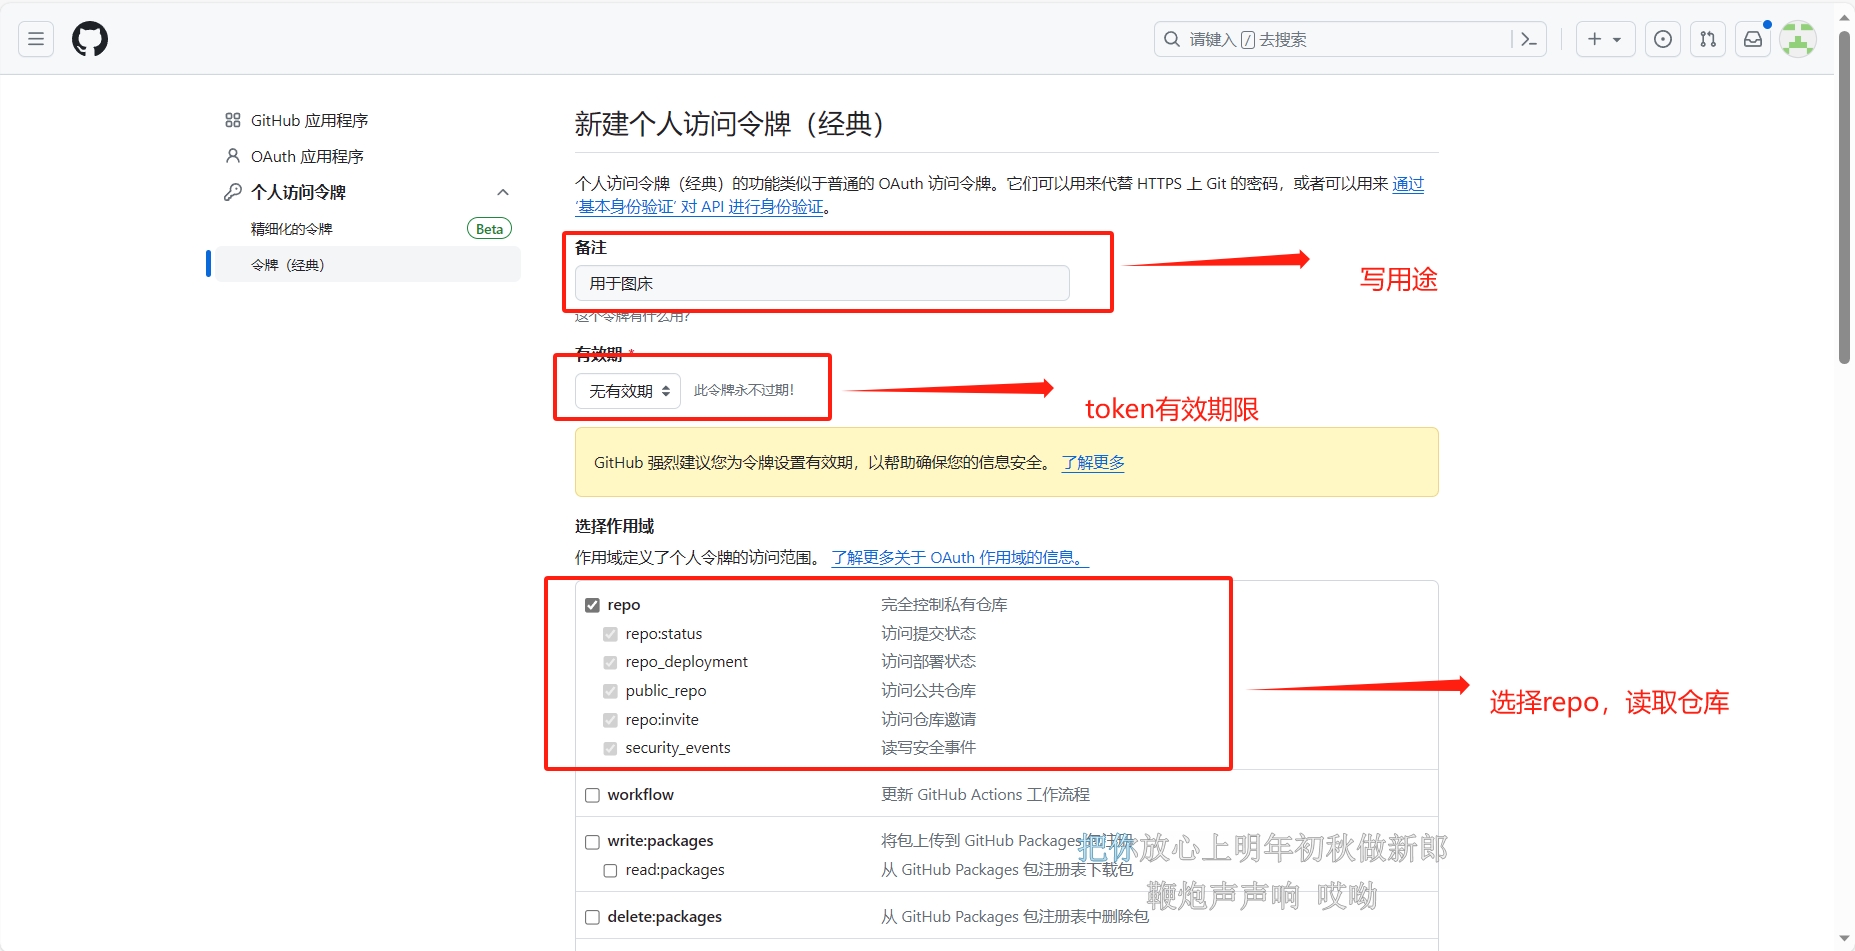 请键入 / 去搜索
GitHub 应用程序
OAuth 应用程序
个人访问令牌
精细化的令牌 Beta
令牌（经典）
新建个人访问令牌（经典）
个人访问令牌（经典）的功能类似于普通的 OAuth 访问令牌。它们可以用来代替 HTTPS 上 Git 的密码，或者可以用来 通过
‘基本身份验证’ 对 API 进行身份验证。
备注
用于图床
写用途
这个令牌有什么用？
有效期 *
无有效期 此令牌永不过期！
token有效期限
GitHub 强烈建议您为令牌设置有效期，以帮助确保您的信息安全。 了解更多
选择作用域
作用域定义了个人令牌的访问范围。 了解更多关于 OAuth 作用域的信息。
repo 完全控制私有仓库
repo:status 访问提交状态
repo_deployment 访问部署状态
public_repo 访问公共仓库
repo:invite 访问仓库邀请
security_events 读写安全事件
选择repo，读取仓库
workflow 更新 GitHub Actions 工作流程
write:packages 将包上传到 GitHub Packages 包注册
把你放心上明年初秋做新郎
read:packages 从 GitHub Packages 包注册表下载包
鞭炮声声响 哎呦
delete:packages 从 GitHub Packages 包注册表中删除包